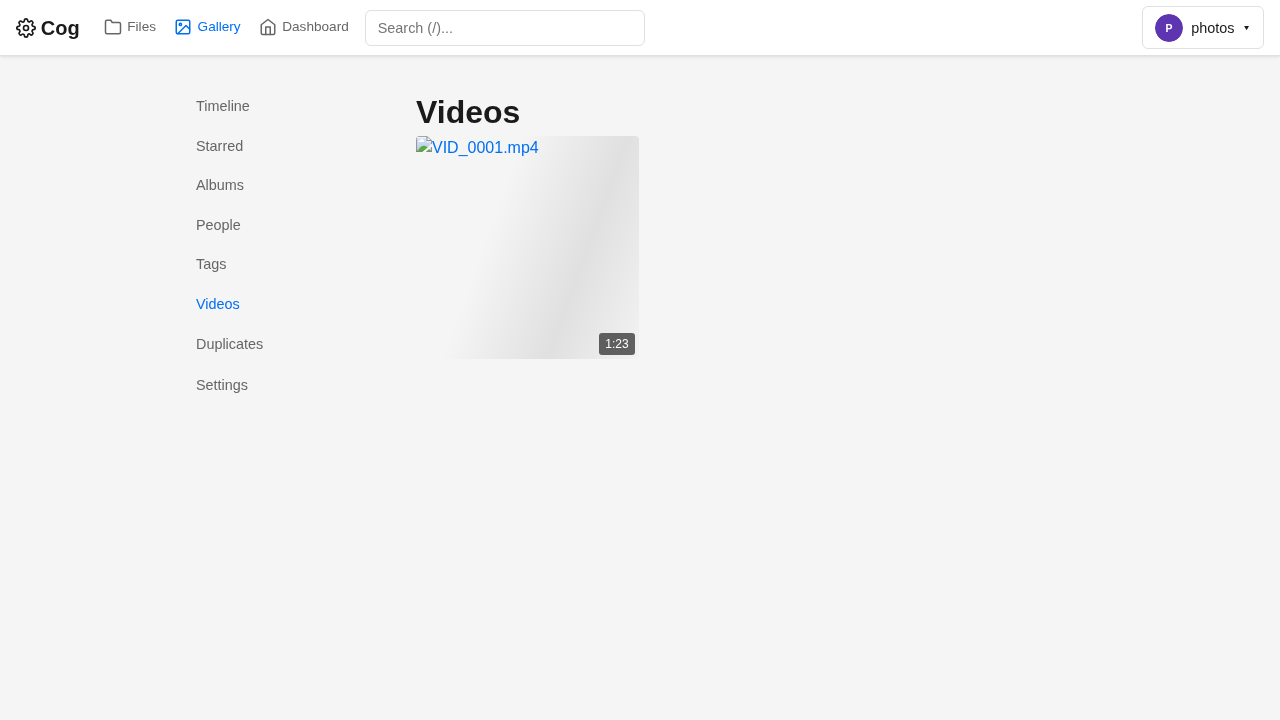 Cog
Files
Gallery
Dashboard
Search (/)...
P
photos
Timeline
Starred
Albums
People
Tags
Videos
Duplicates
Settings
Videos
VID_0001.mp4
1:23